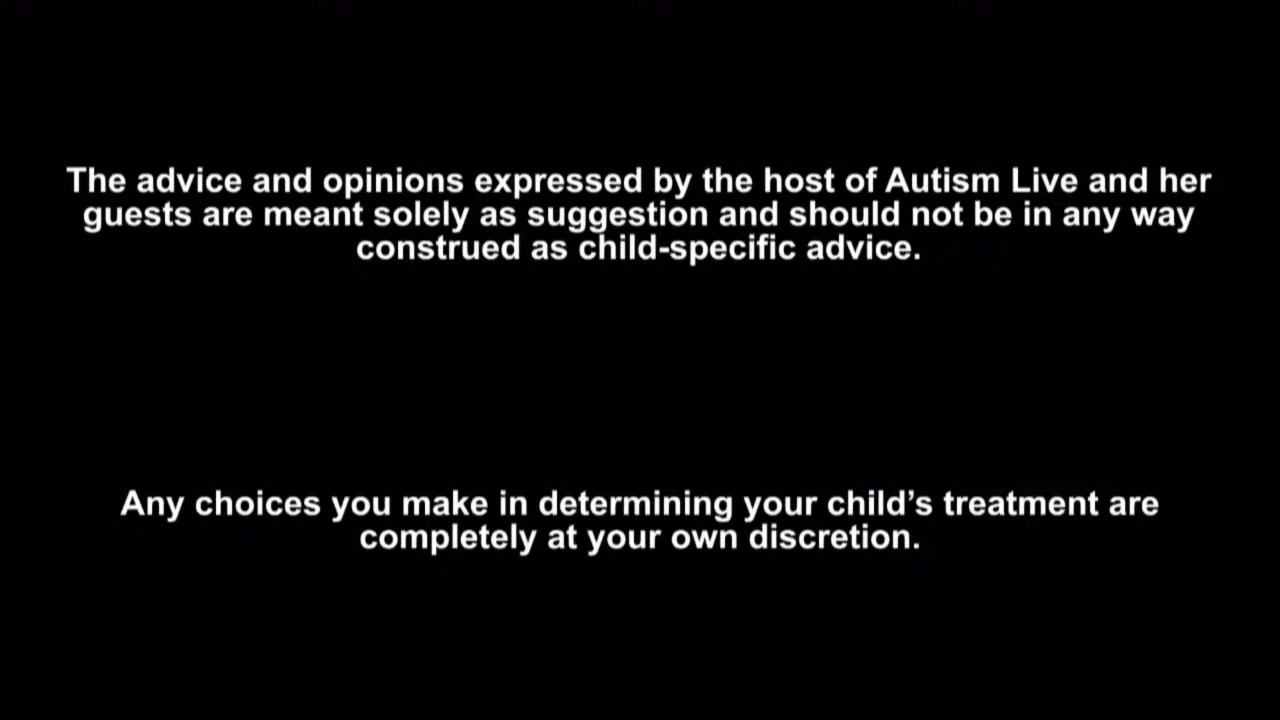 The advice and opinions expressed by the host of Autism Live and her
guests are meant solely as suggestion and should not be in any way
construed as child-specific advice.
Any choices you make in determining your child’s treatment are
completely at your own discretion.